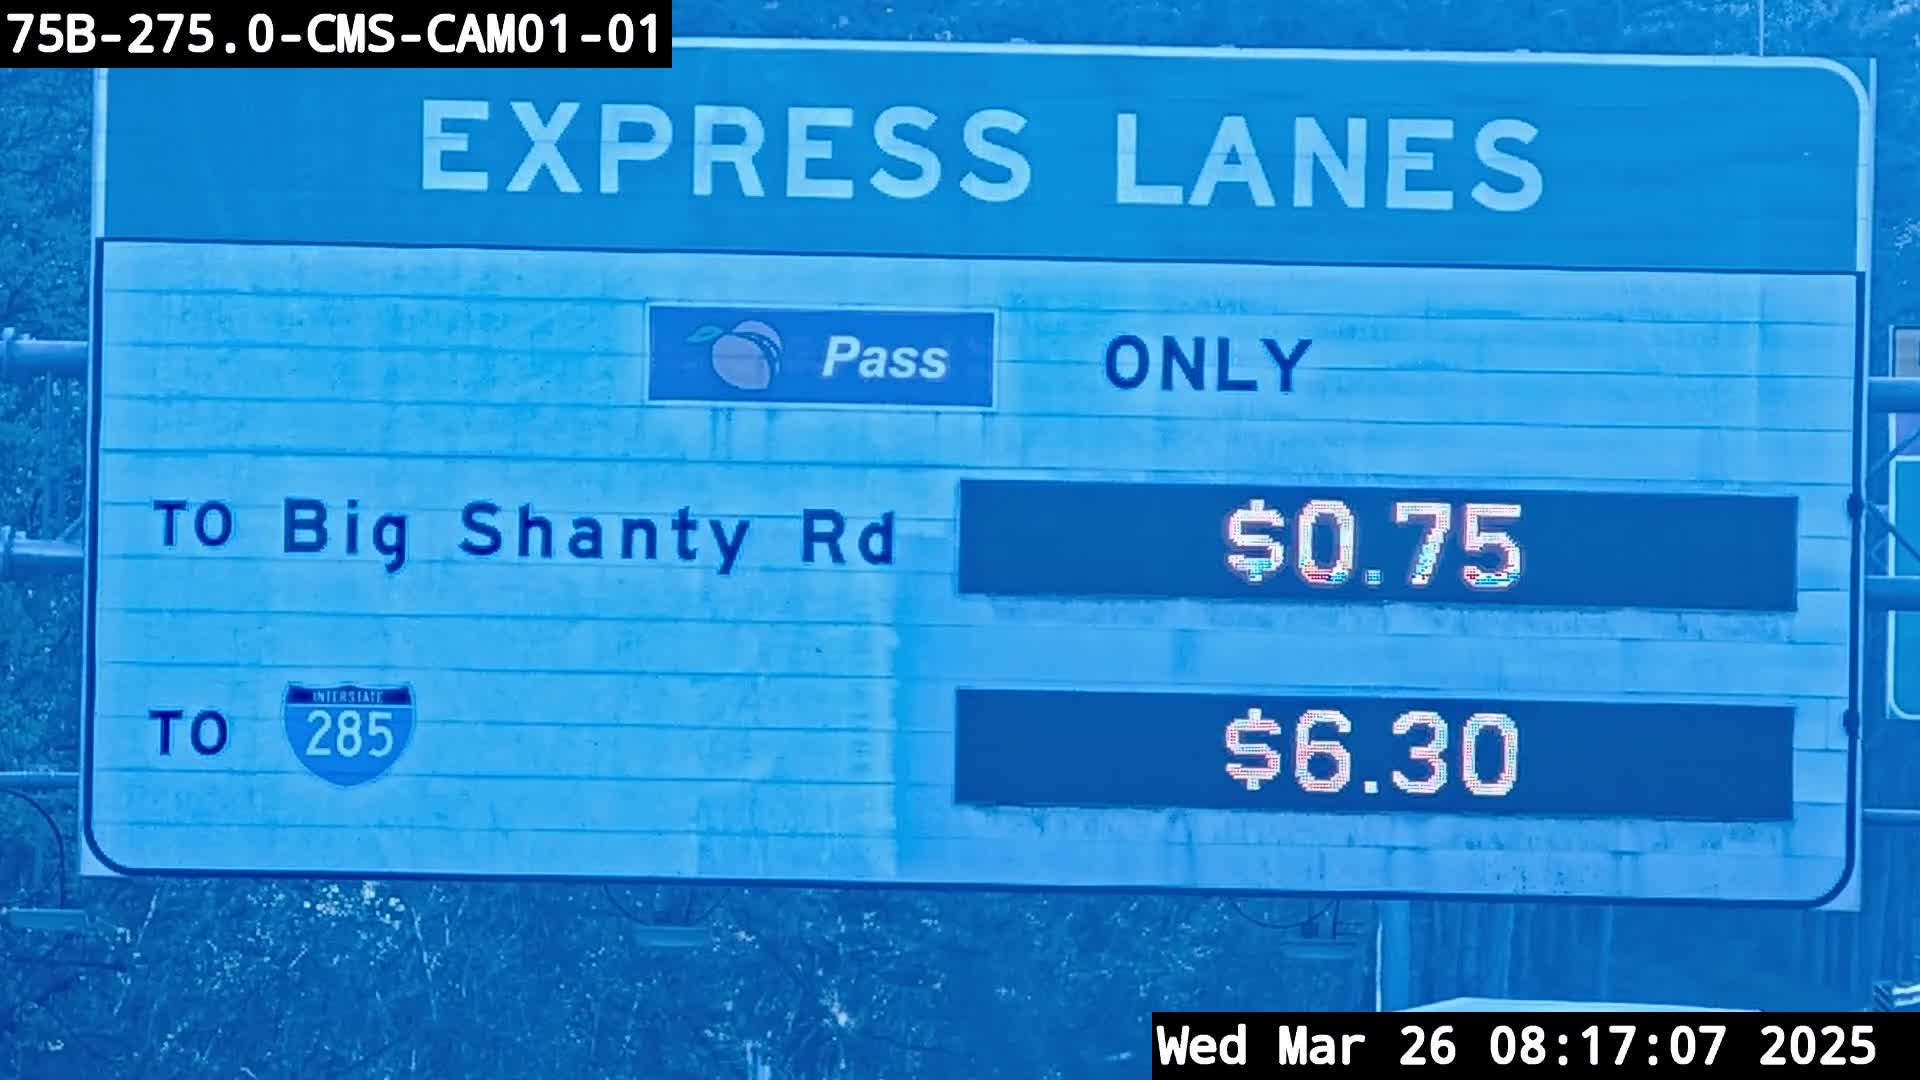 75B-275.0-CMS-CAM01-01
EXPRESS LANES
Pass ONLY
TO Big Shanty Rd $0.75
TO INTERSTATE 285 $6.30
Wed Mar 26 08:17:07 2025